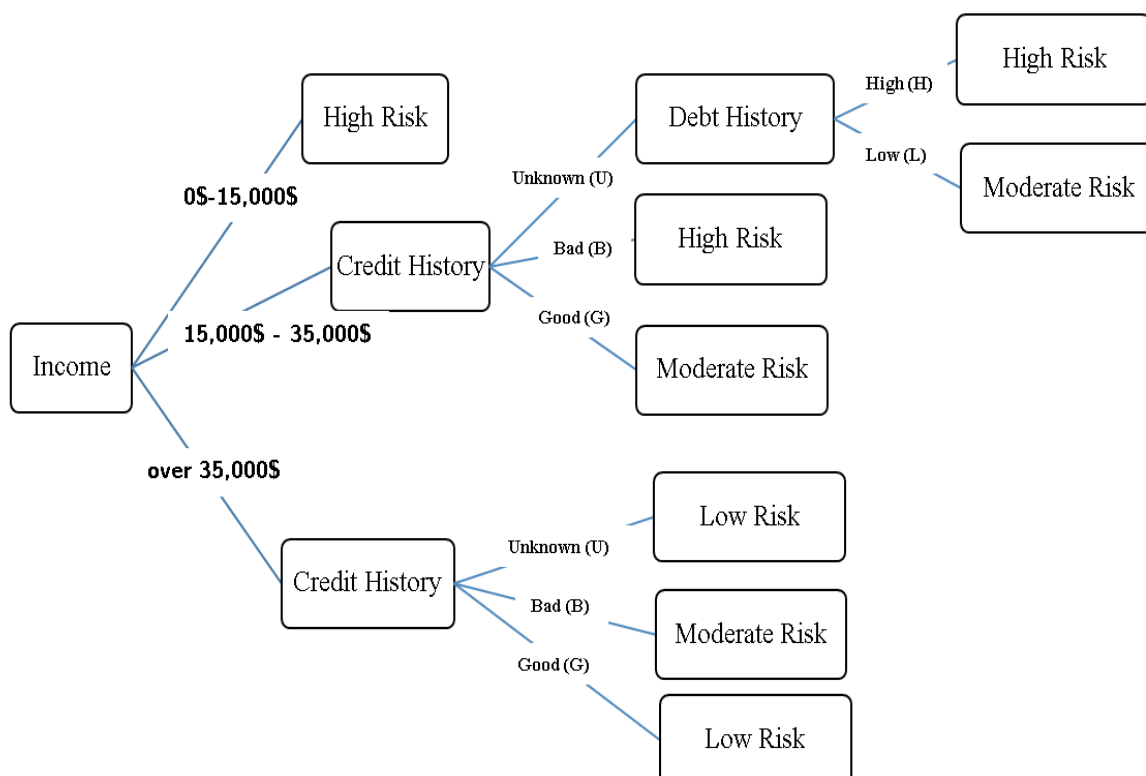 High Risk
High (H)
High Risk
Debt History
Low (L)
Unknown (U)
Moderate Risk
0$-15,000$
High Risk
Bad (B)
Credit History
Good (G)
15,000$ - 35,000$
Income
Moderate Risk
over 35,000$
Low Risk
Unknown (U)
Credit History
Bad (B)
Moderate Risk
Good (G)
Low Risk